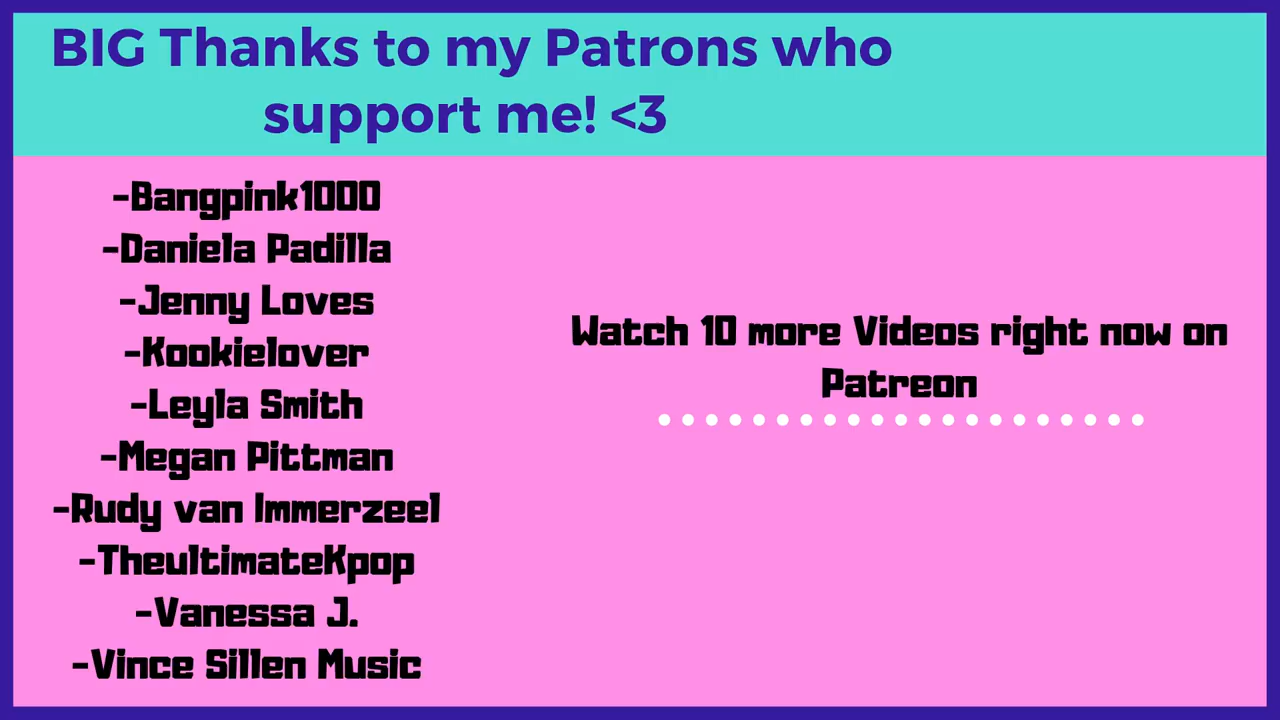 BIG Thanks to my Patrons who
support me! <3
-Bangpink1000
-Daniela Padilla
-Jenny Loves
-Kookielover
-Leyla Smith
-Megan Pittman
-Rudy van Immerzeel
-TheultimateKpop
-Vanessa J.
-Vince Sillen Music
Watch 10 more Videos right now on
Patreon